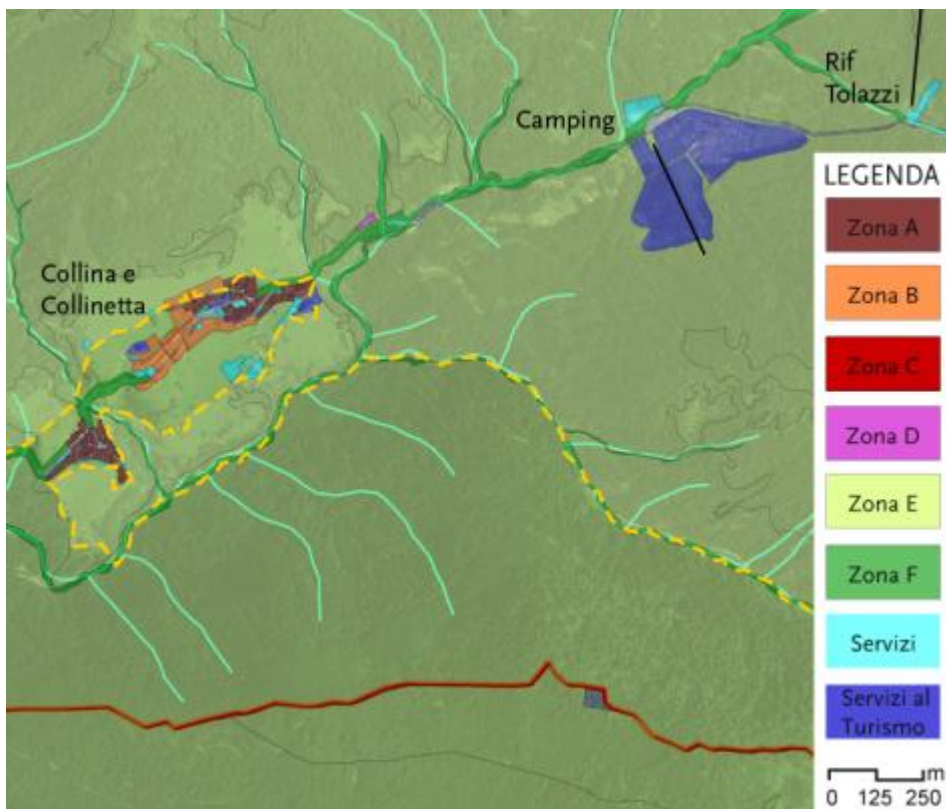 Rif
Tolazzi
Camping
LEGENDA
Zona A
Collina e
Collinetta
Zona B
Zona C
Zona D
Zona E
Zona F
Servizi
Servizi al
Turismo
m
0 125 250